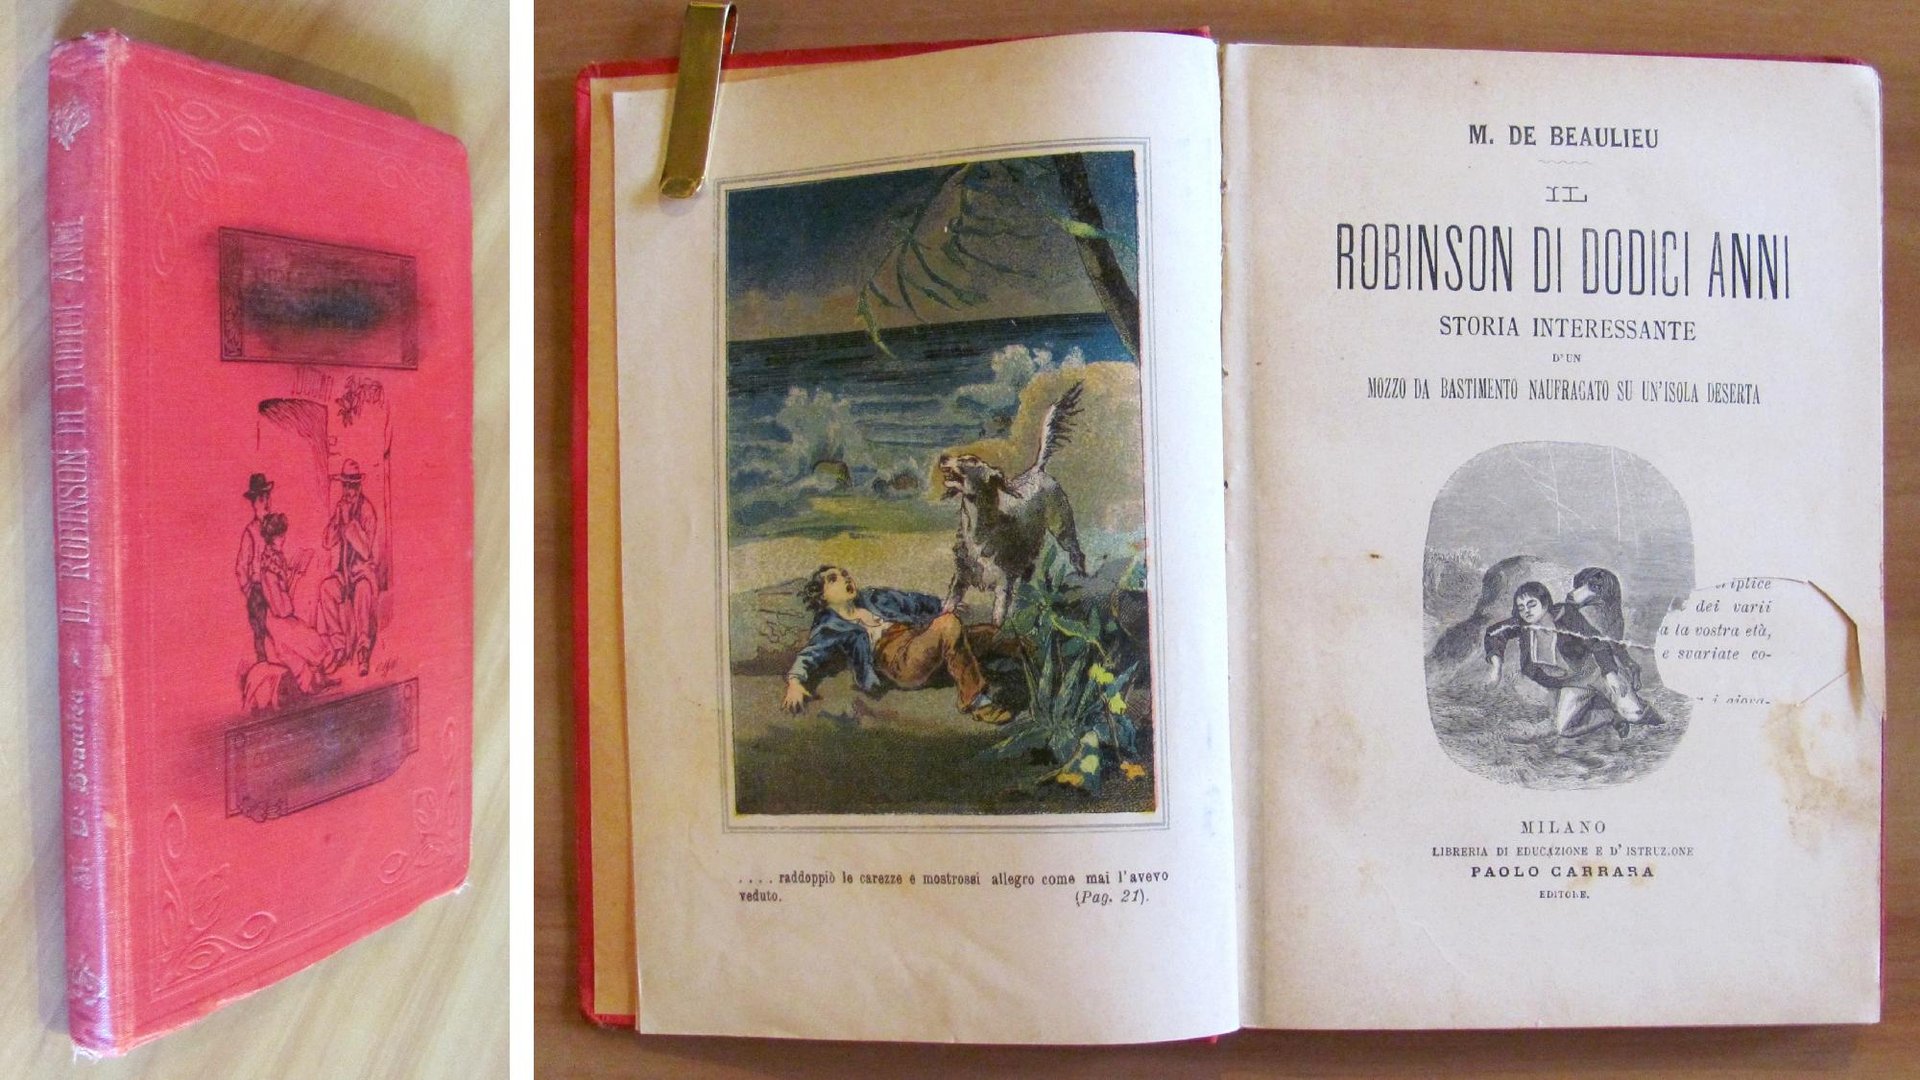 IL ROBINSON DI DODICI ANNI
.... raddoppiò le carezze e mostrossi allegro come mai l'avevo
veduto. (Pag. 21).
M. DE BEAULIEU
IL
ROBINSON DI DODICI ANNI
STORIA INTERESSANTE
D'UN
MOZZO DA BASTIMENTO NAUFRAGATO SU UN'ISOLA DESERTA
dei varii
a la vostra età,
e svariate co-
MILANO
LIBRERIA DI EDUCAZIONE E D'ISTRUZIONE
PAOLO CARRARA
EDITORE.